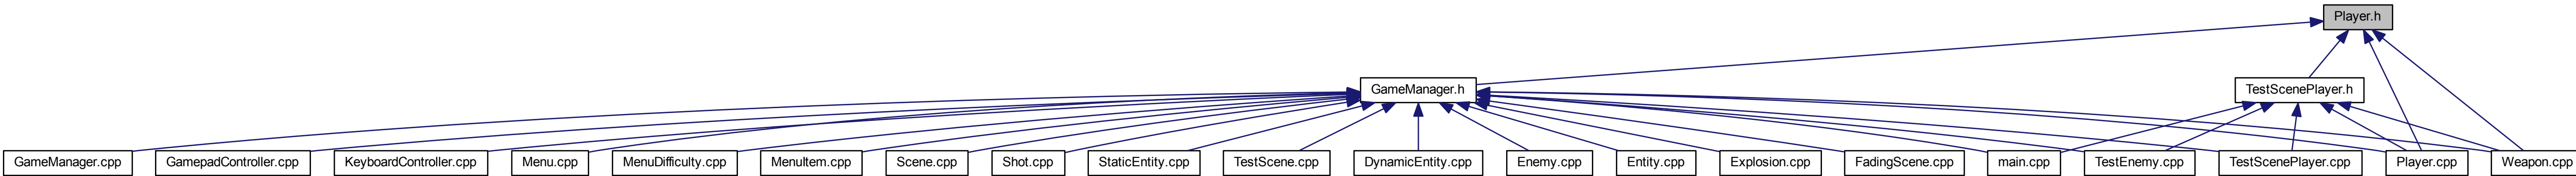 Player.h
GameManager.h
TestScenePlayer.h
GameManager.cpp
GamepadController.cpp
KeyboardController.cpp
Menu.cpp
MenuDifficulty.cpp
MenuItem.cpp
Scene.cpp
Shot.cpp
StaticEntity.cpp
TestScene.cpp
DynamicEntity.cpp
Enemy.cpp
Entity.cpp
Explosion.cpp
FadingScene.cpp
main.cpp
TestEnemy.cpp
TestScenePlayer.cpp
Player.cpp
Weapon.cpp